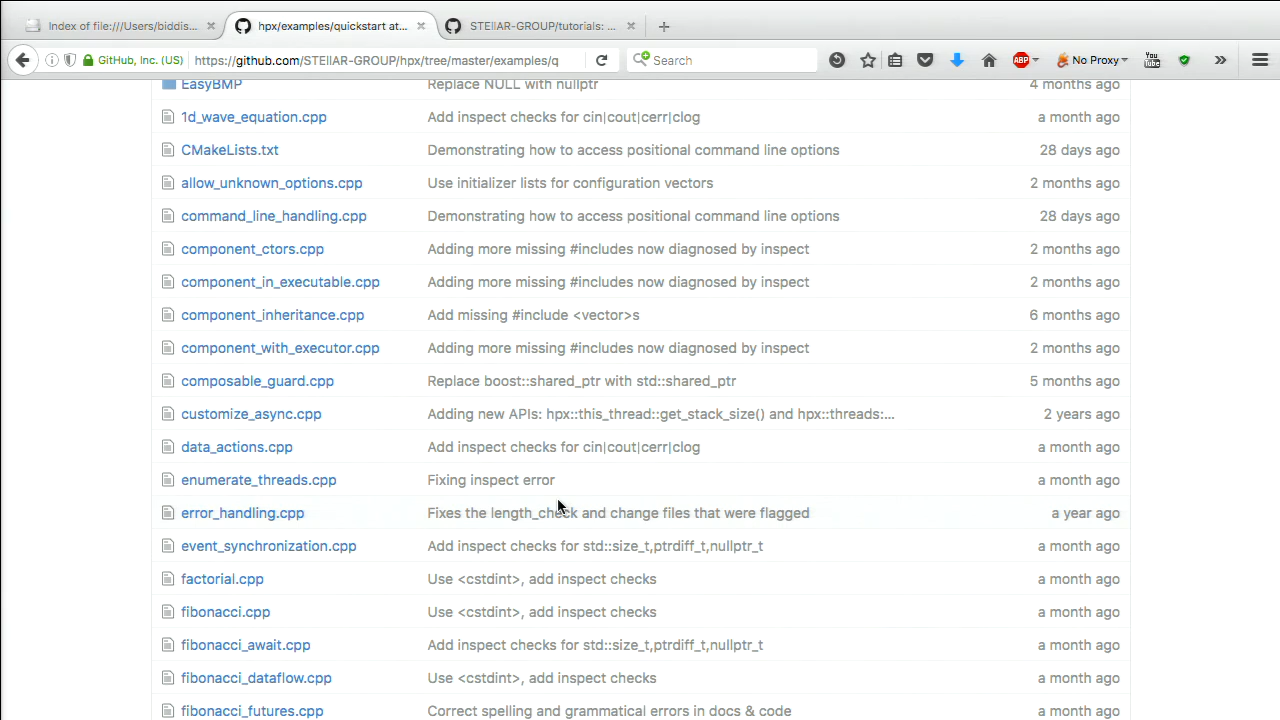 Index of file:///Users/biddis...
hpx/examples/quickstart at...
STEllAR-GROUP/tutorials: ...
GitHub, Inc. (US)
https://github.com/STEllAR-GROUP/hpx/tree/master/examples/q
Search
ABP
No Proxy
You Tube
EasyBMP Replace NULL with nullptr 4 months ago
1d_wave_equation.cpp Add inspect checks for cin|cout|cerr|clog a month ago
CMakeLists.txt Demonstrating how to access positional command line options 28 days ago
allow_unknown_options.cpp Use initializer lists for configuration vectors 2 months ago
command_line_handling.cpp Demonstrating how to access positional command line options 28 days ago
component_ctors.cpp Adding more missing #includes now diagnosed by inspect 2 months ago
component_in_executable.cpp Adding more missing #includes now diagnosed by inspect 2 months ago
component_inheritance.cpp Add missing #include <vector>s 6 months ago
component_with_executor.cpp Adding more missing #includes now diagnosed by inspect 2 months ago
composable_guard.cpp Replace boost::shared_ptr with std::shared_ptr 5 months ago
customize_async.cpp Adding new APIs: hpx::this_thread::get_stack_size() and hpx::threads:... 2 years ago
data_actions.cpp Add inspect checks for cin|cout|cerr|clog a month ago
enumerate_threads.cpp Fixing inspect error a month ago
error_handling.cpp Fixes the length_check and change files that were flagged a year ago
event_synchronization.cpp Add inspect checks for std::size_t,ptrdiff_t,nullptr_t a month ago
factorial.cpp Use <cstdint>, add inspect checks a month ago
fibonacci.cpp Use <cstdint>, add inspect checks a month ago
fibonacci_await.cpp Add inspect checks for std::size_t,ptrdiff_t,nullptr_t a month ago
fibonacci_dataflow.cpp Use <cstdint>, add inspect checks a month ago
fibonacci_futures.cpp Correct spelling and grammatical errors in docs & code a month ago